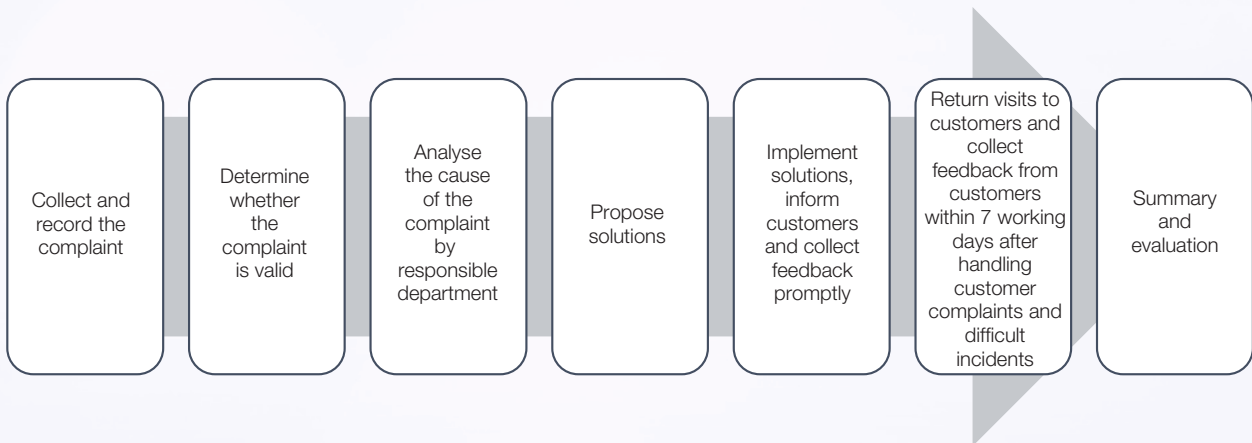 Collect and
record the
complaint
Determine
whether
the
complaint
is valid
Analyse
the cause
of the
complaint
by
responsible
department
Propose
solutions
Implement
solutions,
inform
customers
and collect
feedback
promptly
Return visits to
customers and
collect
feedback from
customers
within 7 working
days after
handling
customer
complaints and
difficult
incidents
Summary
and
evaluation